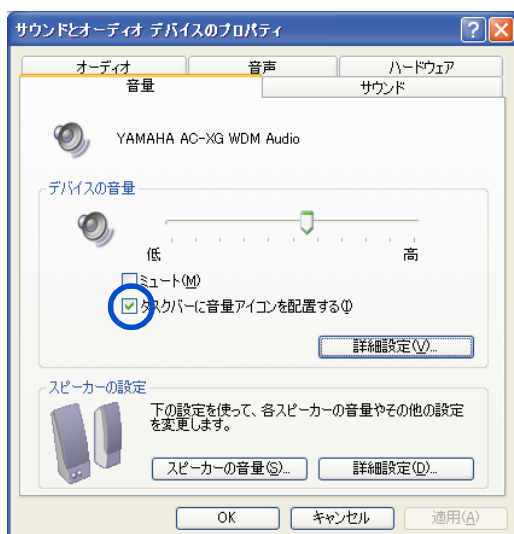 サウンドとオーディオ デバイスのプロパティ
オーディオ 音声 ハードウェア
音量 サウンド
YAMAHA AC-XG WDM Audio
デバイスの音量
低 高
ミュート(M)
タスクバーに音量アイコンを配置する(I)
詳細設定(V)...
スピーカーの設定
下の設定を使って、各スピーカーの音量やその他の設定
を変更します。
スピーカーの音量(S)... 詳細設定(D)...
OK キャンセル 適用(A)